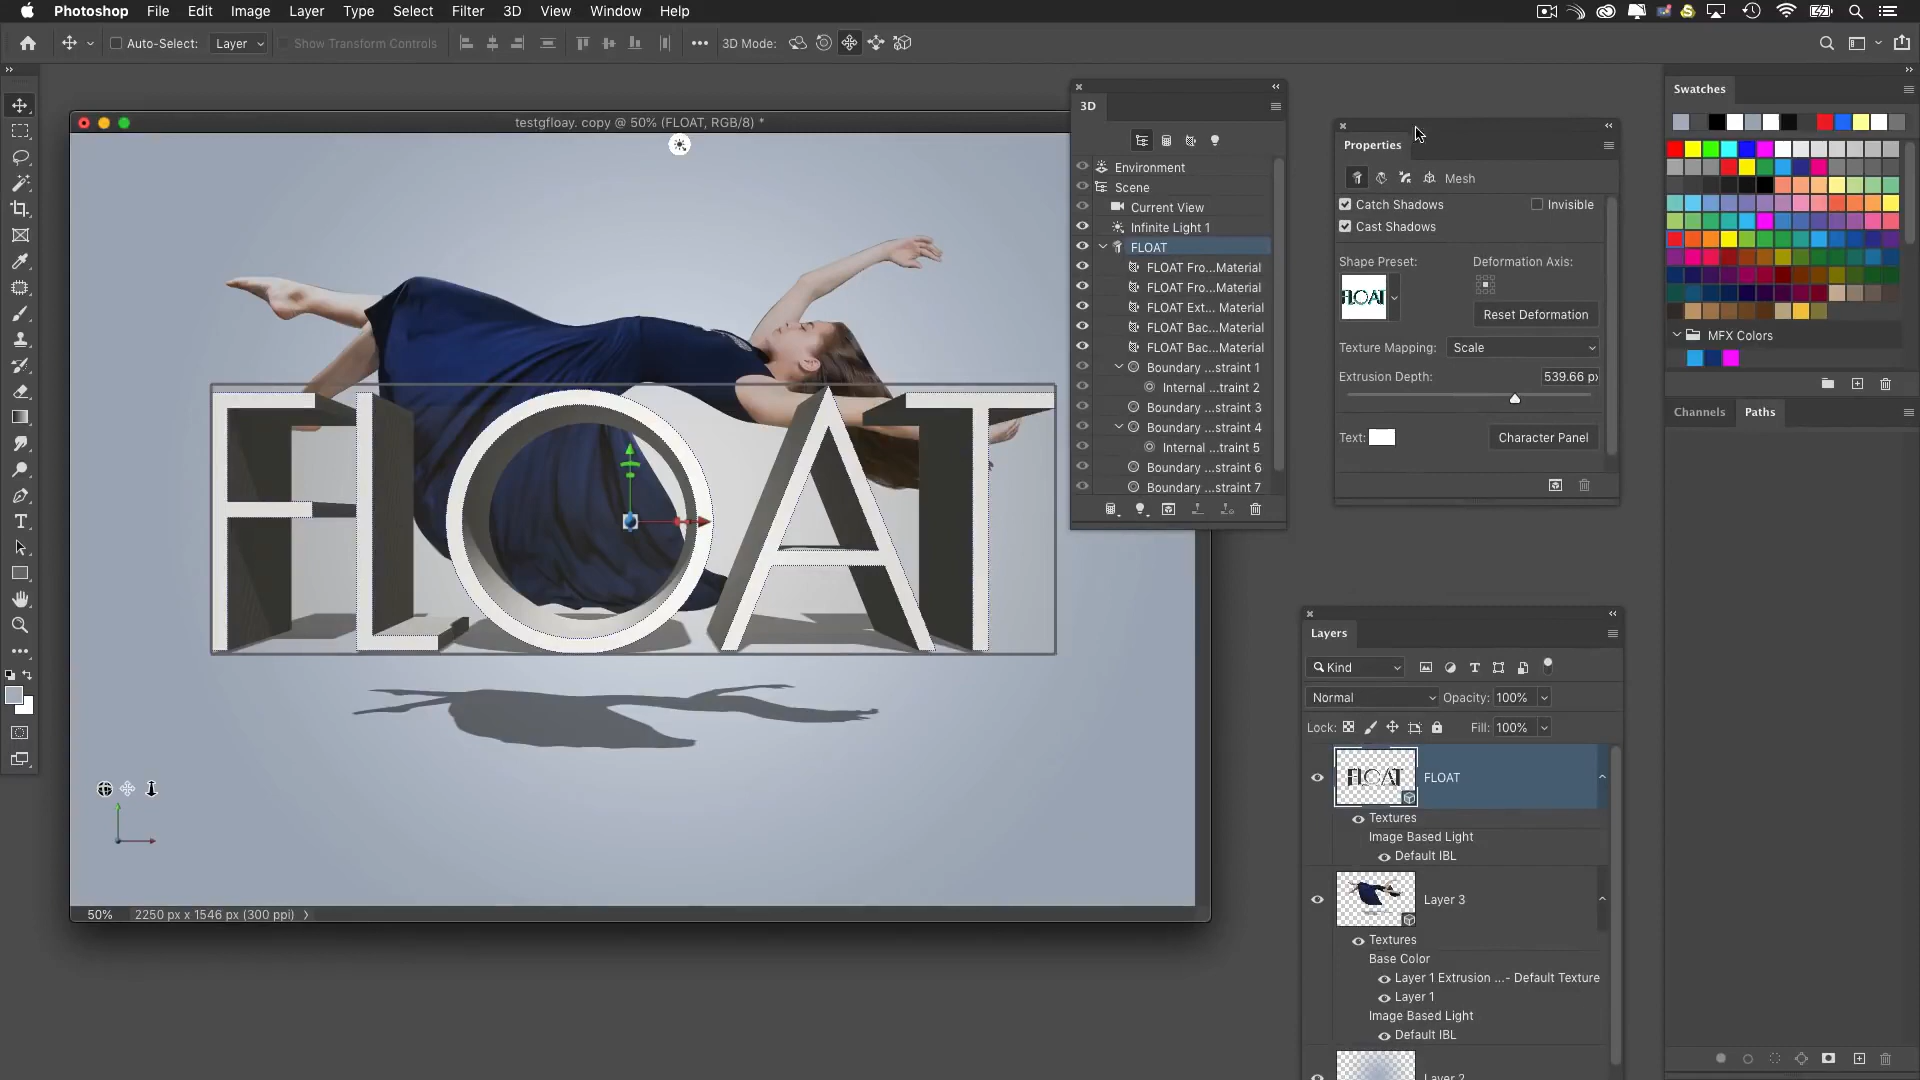 Photoshop File Edit Image Layer Type Select Filter 3D View Window Help
Auto-Select: Layer Show Transform Controls 3D Mode:
testgfloay. copy @ 50% (FLOAT, RGB/8) *
FLOAT
50% 2250 px x 1546 px (300 ppi)
3D
Environment
Scene
Current View
Infinite Light 1
FLOAT
FLOAT Fro...Material
FLOAT Fro...Material
FLOAT Ext... Material
FLOAT Bac...Material
FLOAT Bac...Material
Boundary ...straint 1
Internal ...traint 2
Boundary ...straint 3
Boundary ...straint 4
Internal ...traint 5
Boundary ...straint 6
Boundary ...straint 7
Properties
Mesh
Catch Shadows Invisible
Cast Shadows
Shape Preset: Deformation Axis:
FLOAT
Reset Deformation
Texture Mapping: Scale
Extrusion Depth: 539.66 px
Text: Character Panel
Layers
Kind
Normal Opacity: 100%
Lock: Fill: 100%
FLOAT FLOAT
Textures
Image Based Light
Default IBL
Layer 3
Textures
Base Color
Layer 1 Extrusion ...- Default Texture
Layer 1
Image Based Light
Default IBL
Layer 2
Swatches
MFX Colors
Channels Paths